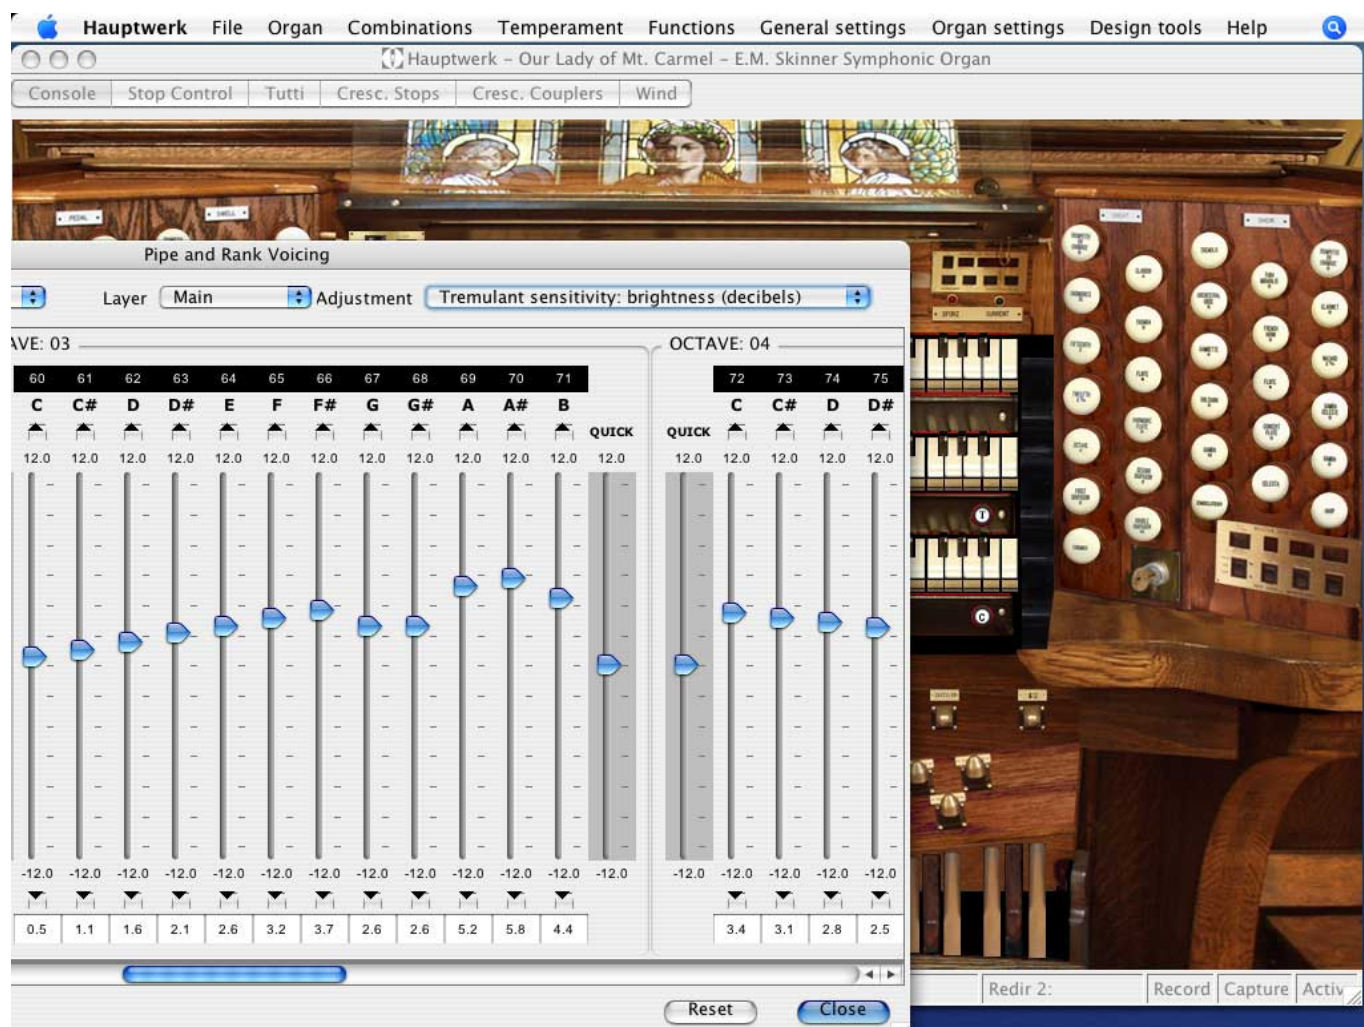 Hauptwerk File Organ Combinations Temperament Functions General settings Organ settings Design tools Help
Hauptwerk – Our Lady of Mt. Carmel – E.M. Skinner Symphonic Organ
Console Stop Control Tutti Cresc. Stops Cresc. Couplers Wind
PEDAL SWELL
Pipe and Rank Voicing
Layer Main Adjustment Tremulant sensitivity: brightness (decibels)
AVE: 03 OCTAVE: 04
60 61 62 63 64 65 66 67 68 69 70 71 72 73 74 75
C C# D D# E F F# G G# A A# B C C# D D#
QUICK QUICK
12.0 12.0 12.0 12.0 12.0 12.0 12.0 12.0 12.0 12.0 12.0 12.0 12.0 12.0 12.0 12.0 12.0 12.0
T
C
-12.0 -12.0 -12.0 -12.0 -12.0 -12.0 -12.0 -12.0 -12.0 -12.0 -12.0 -12.0 -12.0 -12.0 -12.0 -12.0 -12.0 -12.0
0.5 1.1 1.6 2.1 2.6 3.2 3.7 2.6 2.6 5.2 5.8 4.4 3.4 3.1 2.8 2.5
Redir 2: Record Capture Activ
Reset Close